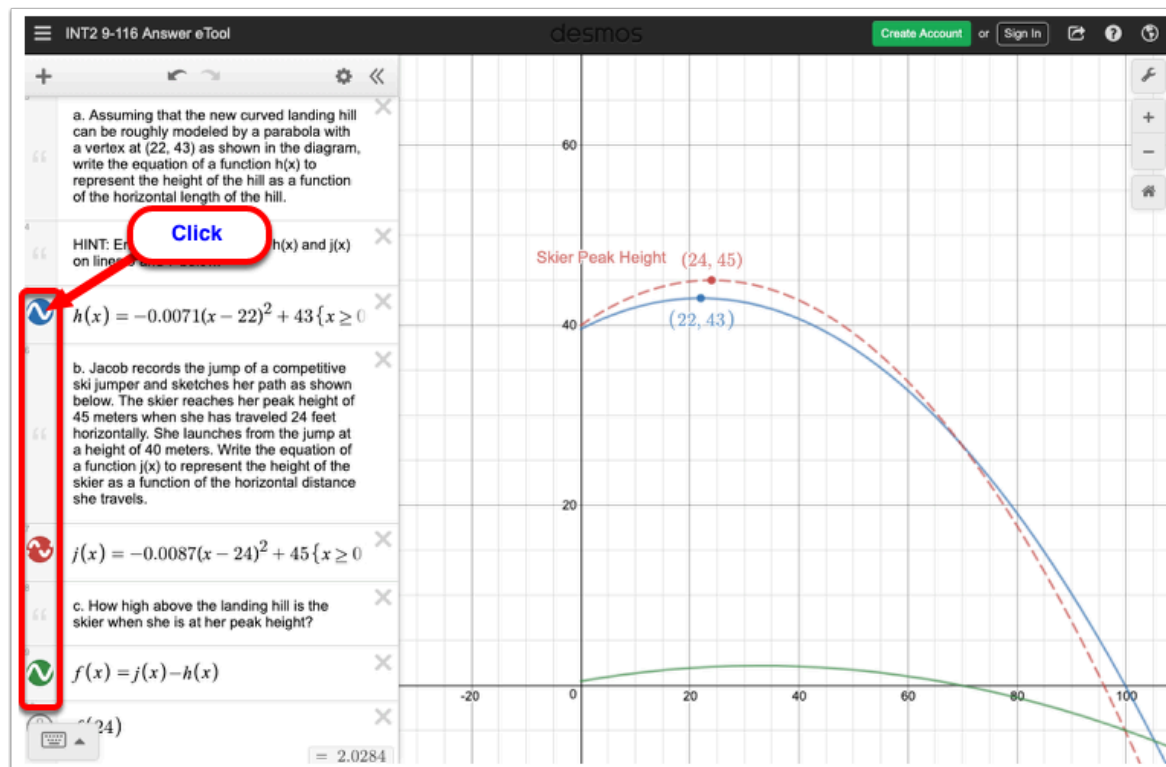 INT2 9-116 Answer eTool
desmos
Create Account or Sign In
a. Assuming that the new curved landing hill
can be roughly modeled by a parabola with
a vertex at (22, 43) as shown in the diagram,
write the equation of a function h(x) to
represent the height of the hill as a function
of the horizontal length of the hill.
4
HINT: h(x) and j(x)
on
Click
h(x) = −0.0071(x − 22)² + 43{x ≥ 0
b. Jacob records the jump of a competitive
ski jumper and sketches her path as shown
below. The skier reaches her peak height of
45 meters when she has traveled 24 feet
horizontally. She launches from the jump at
a height of 40 meters. Write the equation of
a function j(x) to represent the height of the
skier as a function of the horizontal distance
she travels.
7
j(x) = −0.0087(x − 24)² + 45{x ≥ 0
8
c. How high above the landing hill is the
skier when she is at her peak height?
9
f(x) = j(x)−h(x)
(24)
= 2.0284
60
Skier Peak Height (24, 45)
(22, 43)
40
20
-20 0 20 40 60 80 100